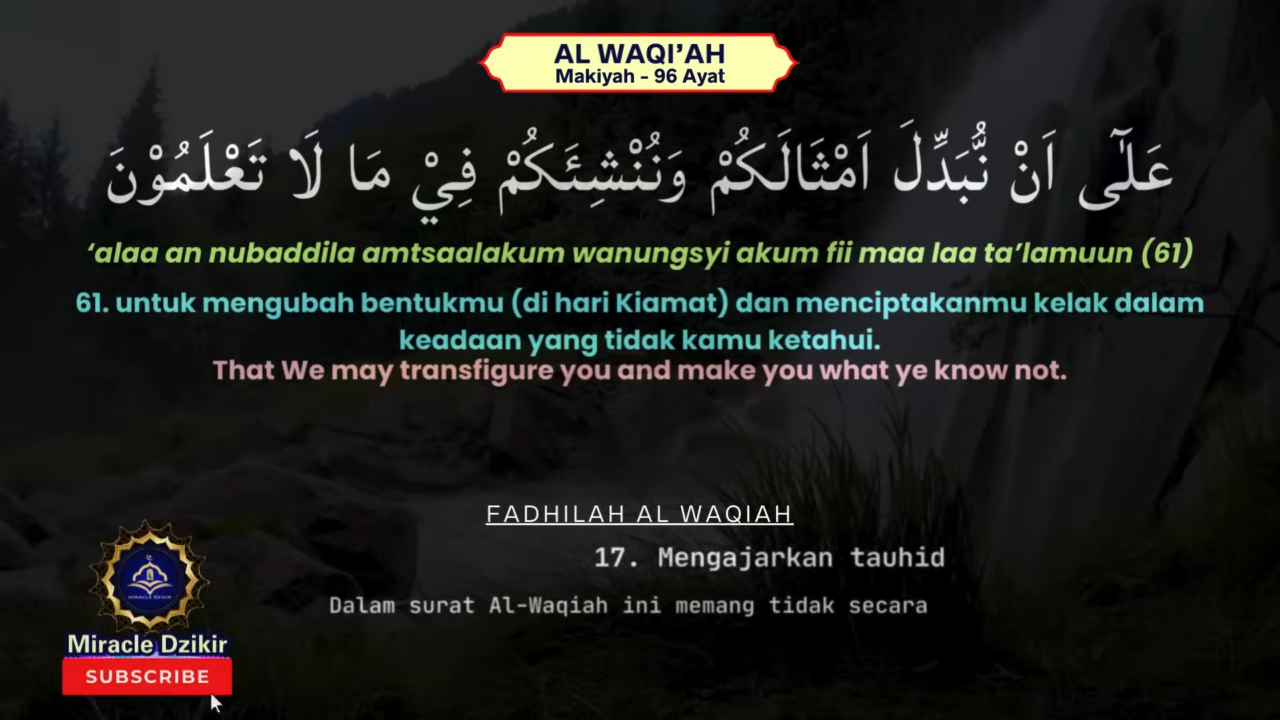 AL WAQI’AH
Makiyah - 96 Ayat
عَلٰٓى اَنْ نُّبَدِّلَ اَمْثَالَكُمْ وَنُنْشِئَكُمْ فِيْ مَا لَا تَعْلَمُوْنَ
‘alaa an nubaddila amtsaalakum wanungsyi akum fii maa laa ta’lamuun (61)
61. untuk mengubah bentukmu (di hari Kiamat) dan menciptakanmu kelak dalam
keadaan yang tidak kamu ketahui.
That We may transfigure you and make you what ye know not.
FADHILAH AL WAQIAH
17. Mengajarkan tauhid
Dalam surat Al-Waqiah ini memang tidak secara
MIRACLE DZIKIR
Miracle Dzikir
SUBSCRIBE